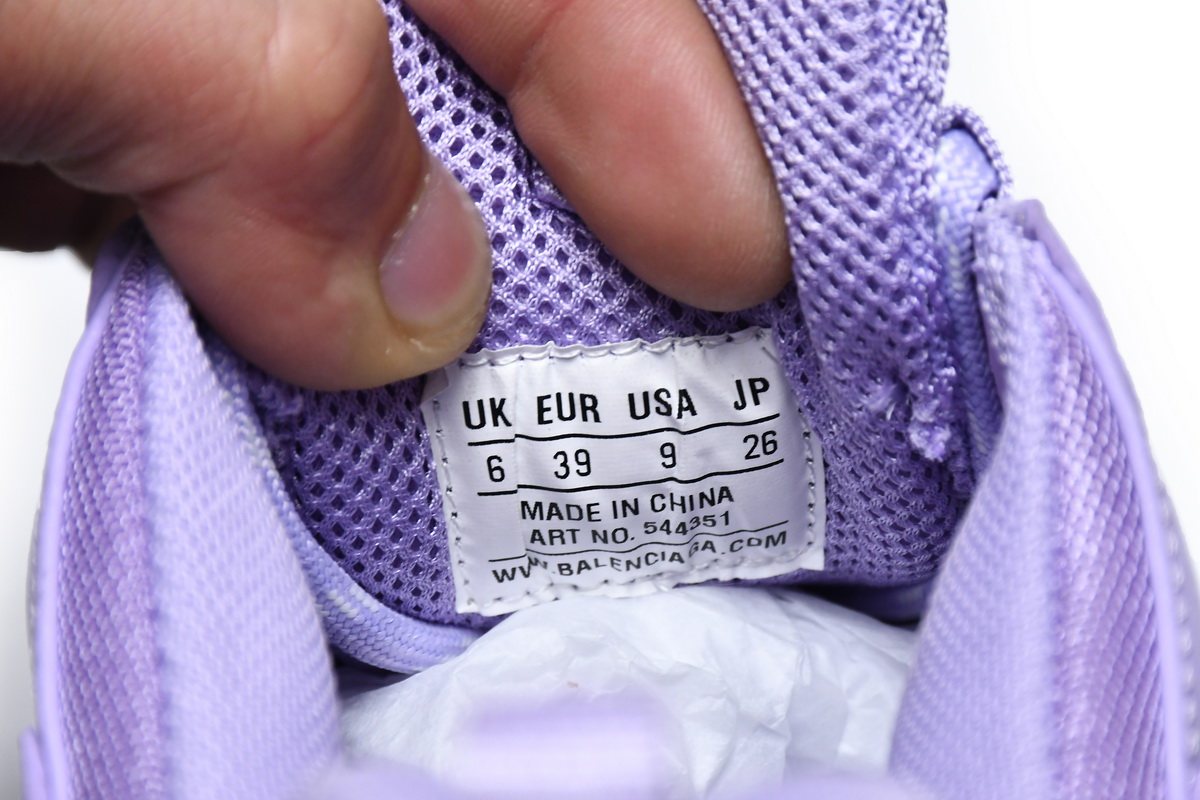 UK EUR USA JP
6 39 9 26
MADE IN CHINA
ART NO. 544351
WWW.BALENCIAGA.COM